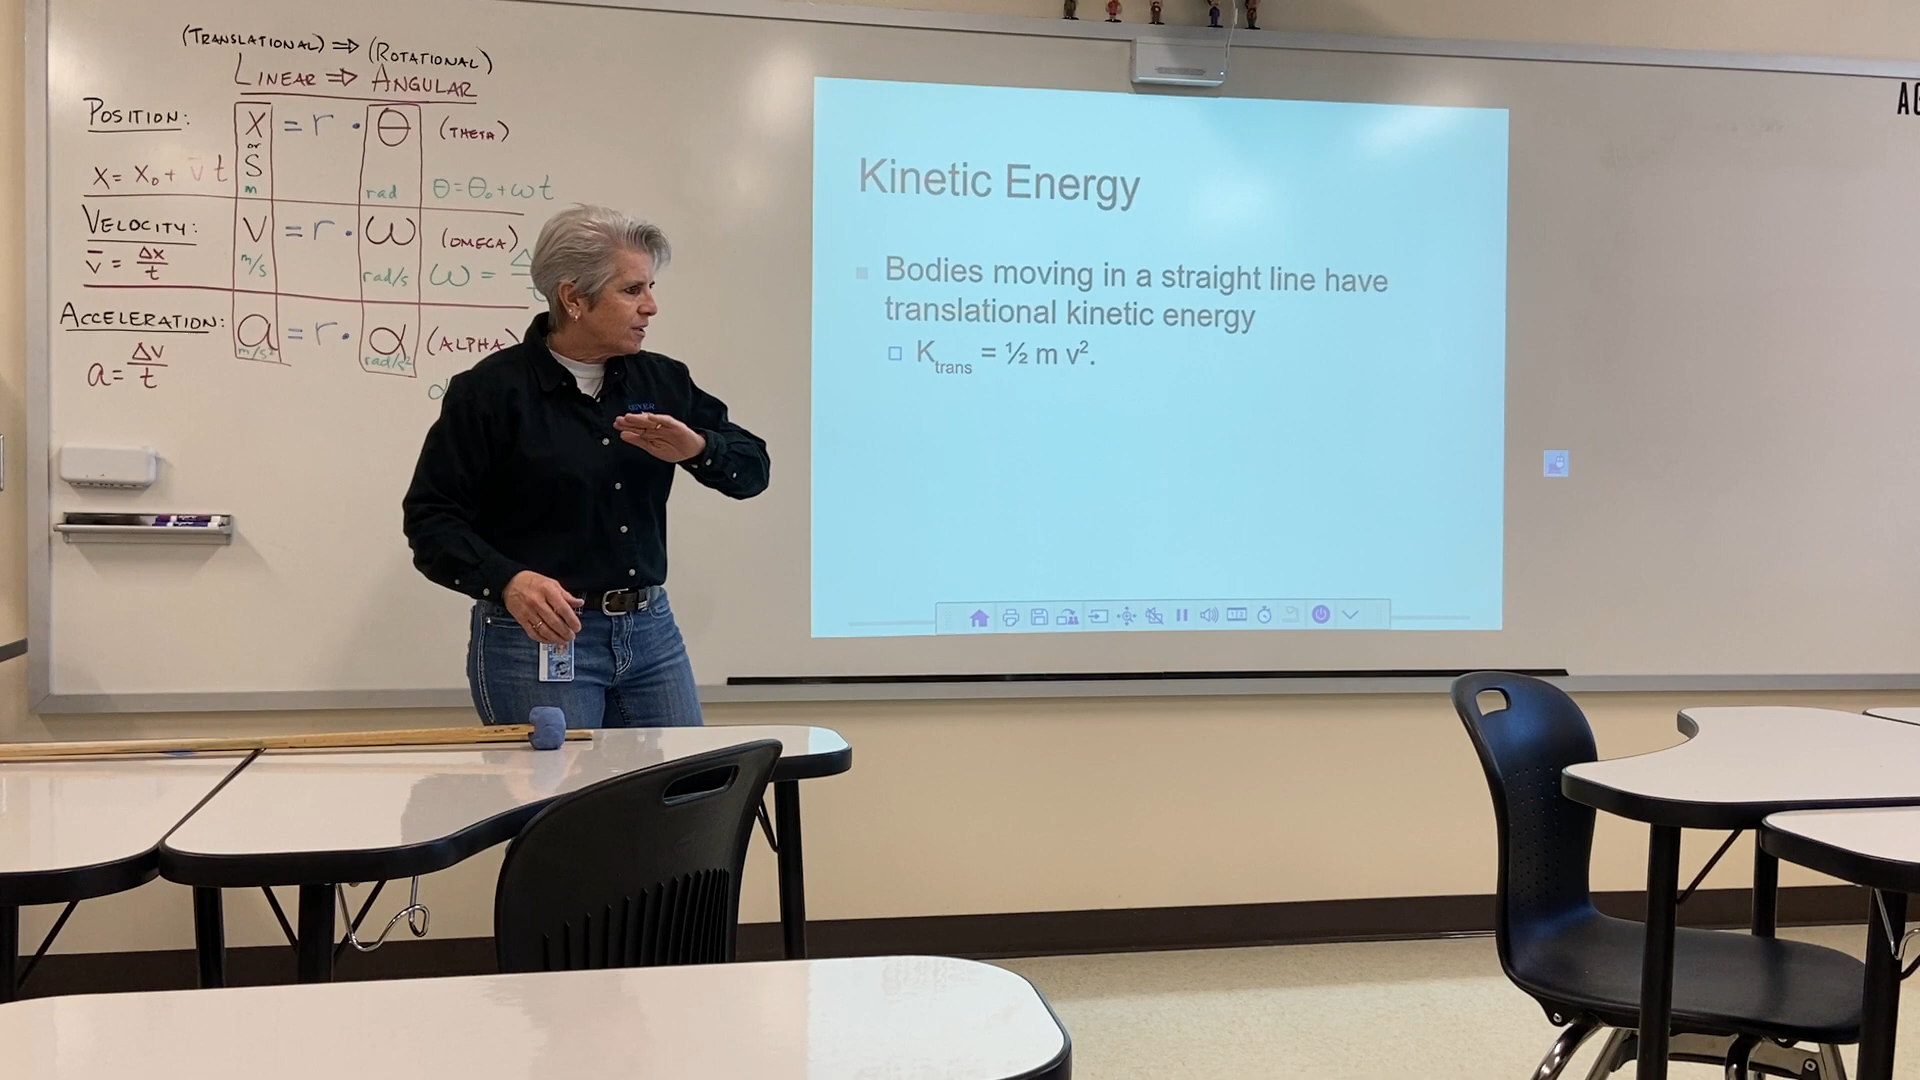 (TRANSLATIONAL) ⇒ (ROTATIONAL)
LINEAR ⇒ ANGULAR
POSITION:
X = r · θ (THETA)
or
S
X = X₀ + v̄ t
m
rad
θ = θ₀ + ωt
VELOCITY:
V = r · ω (OMEGA)
v̄ = Δx/t
m/s
rad/s
ω = Δ
t
ACCELERATION:
a = r · α (ALPHA)
m/s²
rad/s²
a = Δv/t
α
Kinetic Energy
Bodies moving in a straight line have
translational kinetic energy
K trans = ½ m v².